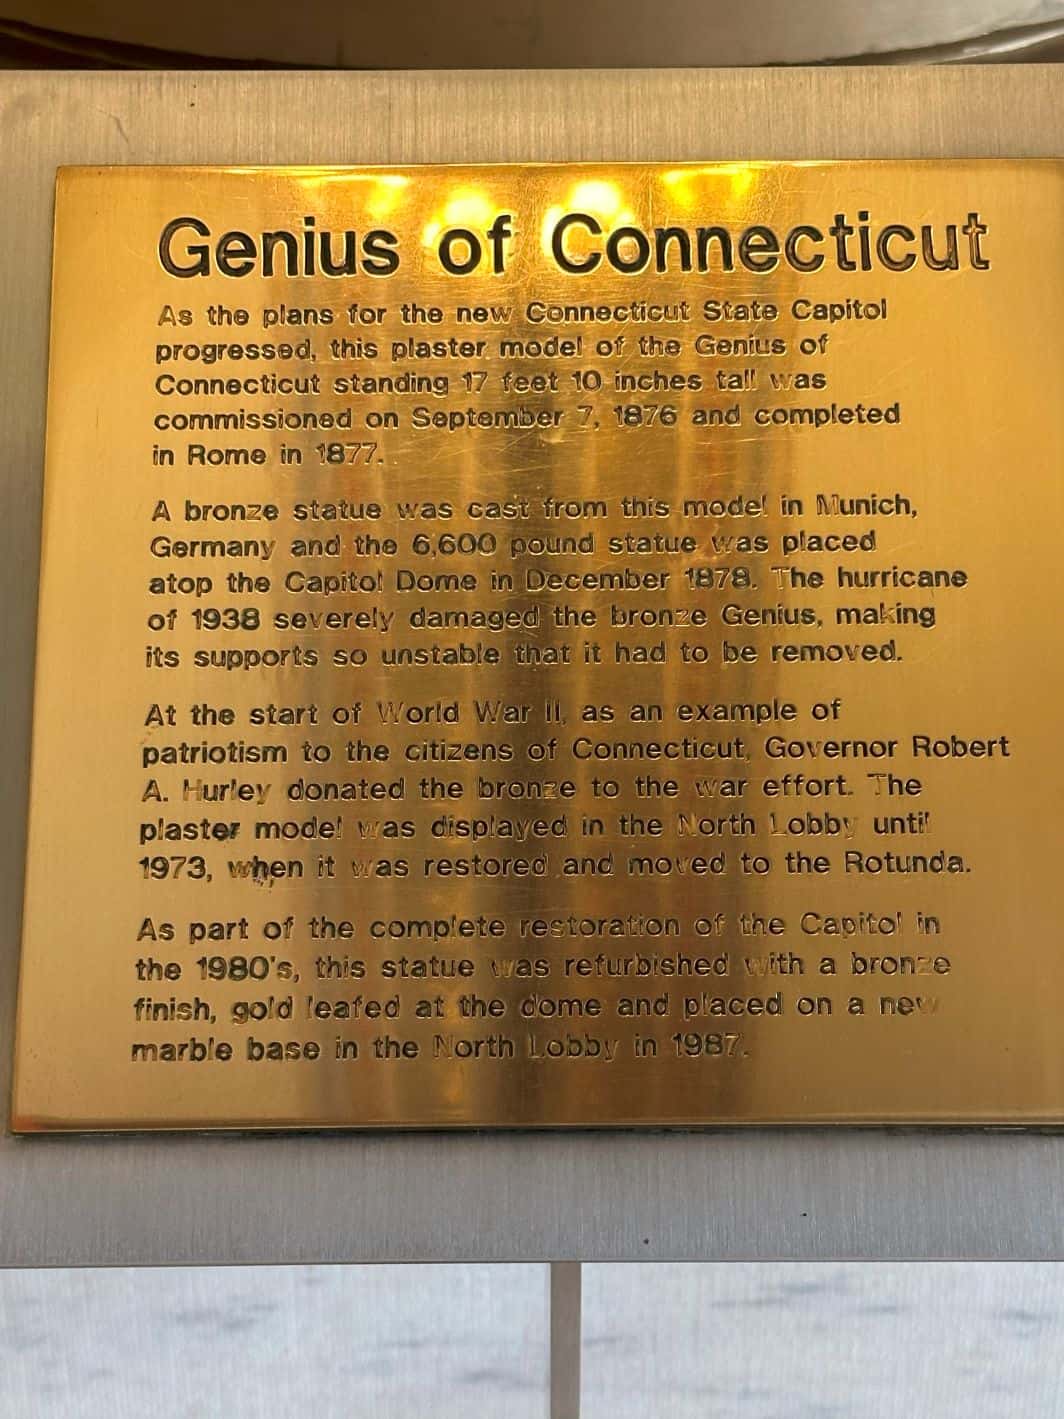 Genius of Connecticut
As the plans for the new Connecticut State Capitol
progressed, this plaster model of the Genius of
Connecticut standing 17 feet 10 inches tall was
commissioned on September 7, 1876 and completed
in Rome in 1877.
A bronze statue was cast from this model in Munich,
Germany and the 6,600 pound statue was placed
atop the Capitol Dome in December 1878. The hurricane
of 1938 severely damaged the bronze Genius, making
its supports so unstable that it had to be removed.
At the start of World War II, as an example of
patriotism to the citizens of Connecticut, Governor Robert
A. Hurley donated the bronze to the war effort. The
plaster model was displayed in the North Lobby until
1973, when it was restored and moved to the Rotunda.
As part of the complete restoration of the Capitol in
the 1980's, this statue was refurbished with a bronze
finish, gold leafed at the dome and placed on a new
marble base in the North Lobby in 1987.